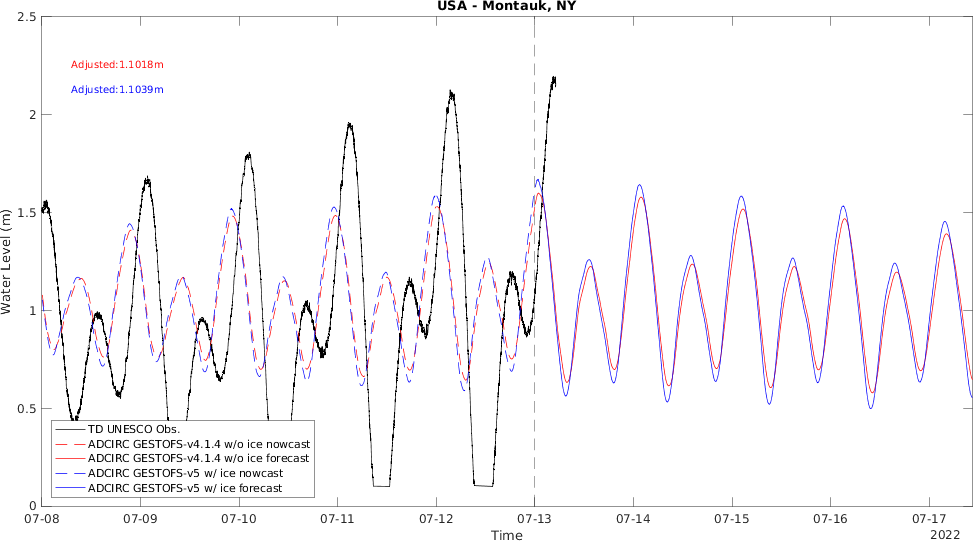 USA - Montauk, NY
2.5
Adjusted:1.1018m
Adjusted:1.1039m
2
1.5
Water Level (m)
1
0.5
TD UNESCO Obs.
ADCIRC GESTOFS-v4.1.4 w/o ice nowcast
ADCIRC GESTOFS-v4.1.4 w/o ice forecast
ADCIRC GESTOFS-v5 w/ ice nowcast
ADCIRC GESTOFS-v5 w/ ice forecast
0
07-08 07-09 07-10 07-11 07-12 07-13 07-14 07-15 07-16 07-17
Time
2022